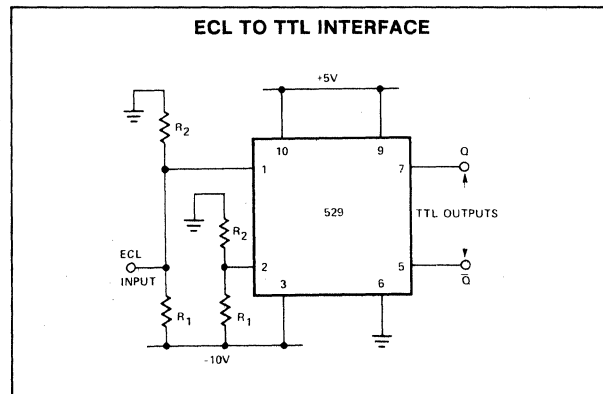 ECL TO TTL INTERFACE
+5V
R2
10
9
1
7
Q
R2
529
TTL OUTPUTS
ECL
INPUT
2
3
6
5
Q̅
R1
R1
-10V